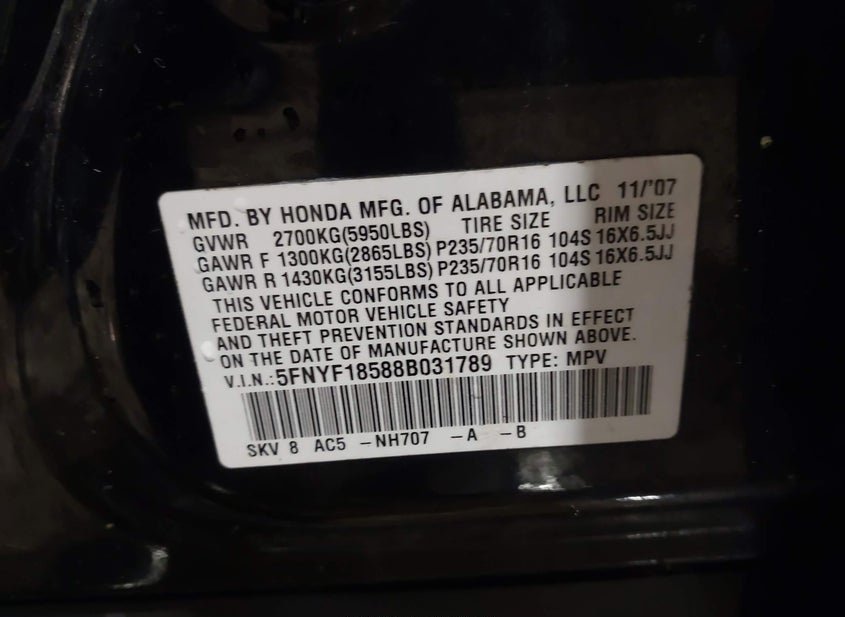 MFD. BY HONDA MFG. OF ALABAMA, LLC 11/'07
GVWR 2700KG(5950LBS) TIRE SIZE RIM SIZE
GAWR F 1300KG(2865LBS) P235/70R16 104S 16X6.5JJ
GAWR R 1430KG(3155LBS) P235/70R16 104S 16X6.5JJ
THIS VEHICLE CONFORMS TO ALL APPLICABLE
FEDERAL MOTOR VEHICLE SAFETY
AND THEFT PREVENTION STANDARDS IN EFFECT
ON THE DATE OF MANUFACTURE SHOWN ABOVE.
V.I.N.:5FNYF18588B031789 TYPE: MPV
SKV 8 AC5 -NH707 -A -B